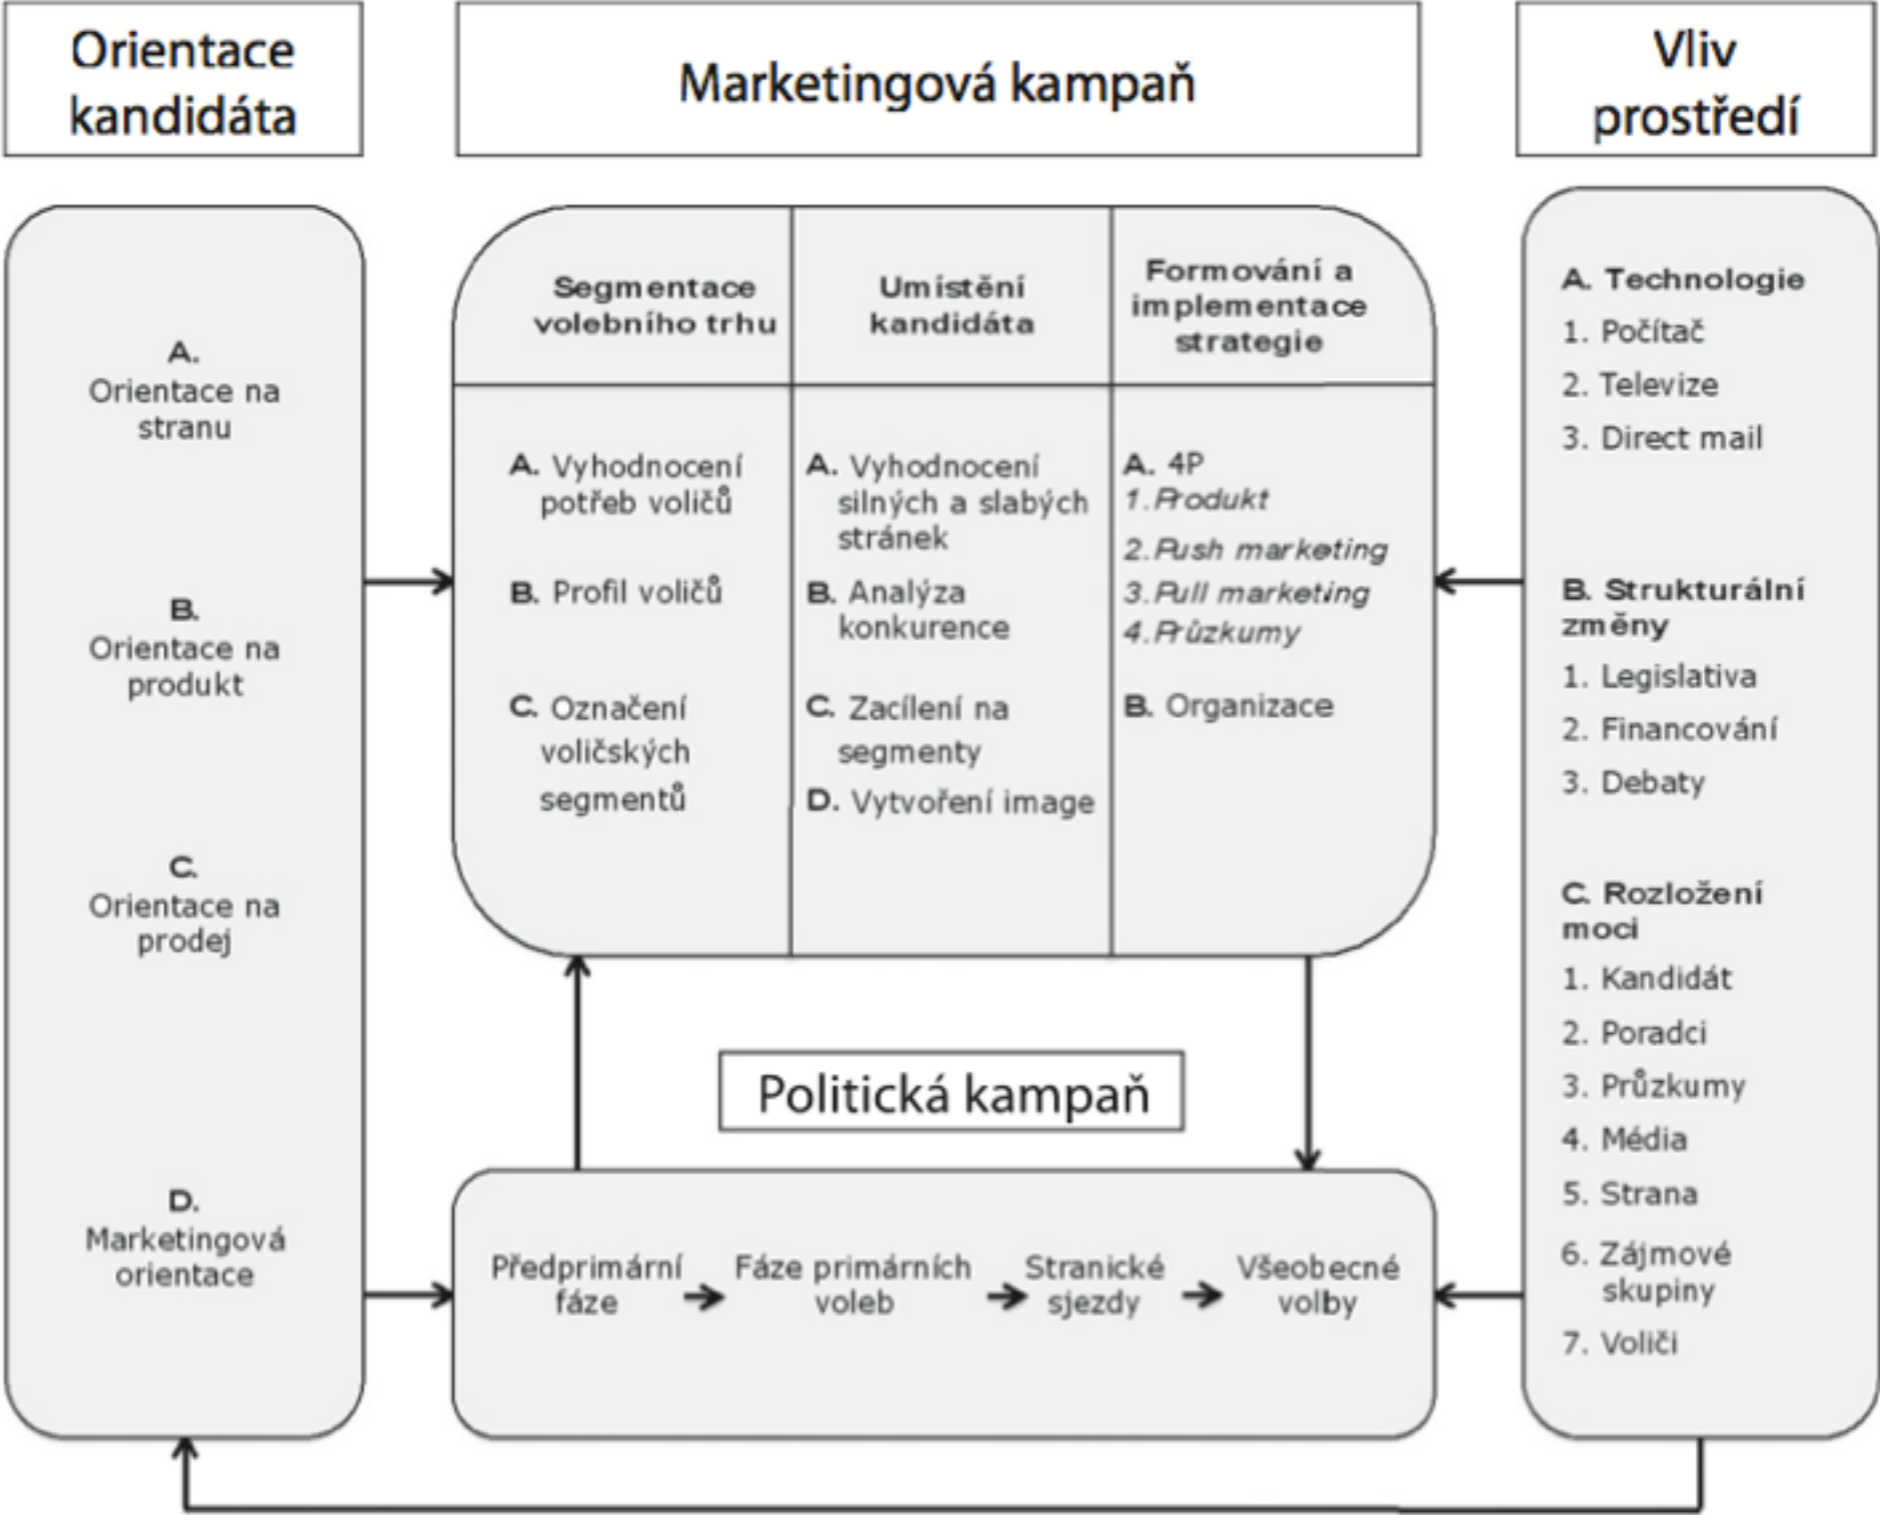 Orientace
kandidáta
Marketingová kampaň
Vliv
prostředí
A.
Orientace na
stranu
B.
Orientace na
produkt
C.
Orientace na
prodej
D.
Marketingová
orientace
Segmentace
volebního trhu
A. Vyhodnocení
potřeb voličů
B. Profil voličů
C. Označení
voličských
segmentů
Umístění
kandidáta
A. Vyhodnocení
silných a slabých
stránek
B. Analýza
konkurence
C. Zacílení na
segmenty
D. Vytvoření image
Formování a
implementace
strategie
A. 4P
1.Produkt
2.Push marketing
3.Pull marketing
4.Průzkumy
B. Organizace
Politická kampaň
Předprimární
fáze
Fáze primárních
voleb
Stranické
sjezdy
Všeobecné
volby
A. Technologie
1. Počítač
2. Televize
3. Direct mail
B. Strukturální
změny
1. Legislativa
2. Financování
3. Debaty
C. Rozložení
moci
1. Kandidát
2. Poradci
3. Průzkumy
4. Média
5. Strana
6. Zájmové
skupiny
7. Voliči